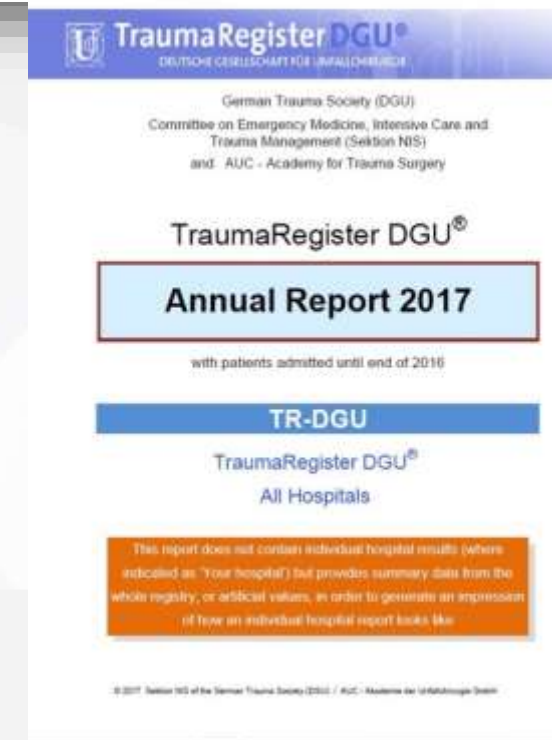 TraumaRegister DGU®
DEUTSCHE GESELLSCHAFT FÜR UNFALLCHIRURGIE
German Trauma Society (DGU)
Committee on Emergency Medicine, Intensive Care and
Trauma Management (Sektion NIS)
and AUC - Academy for Trauma Surgery
TraumaRegister DGU®
Annual Report 2017
with patients admitted until end of 2016
TR-DGU
TraumaRegister DGU®
All Hospitals
This report does not contain individual hospital results (where
indicated as "Your hospital") but provides summary data from the
whole registry, or artificial values, in order to generate an impression
of how an individual hospital report looks like
© 2017 Sektion NIS of the German Trauma Society (DGU) / AUC - Akademie der Unfallchirurgie GmbH